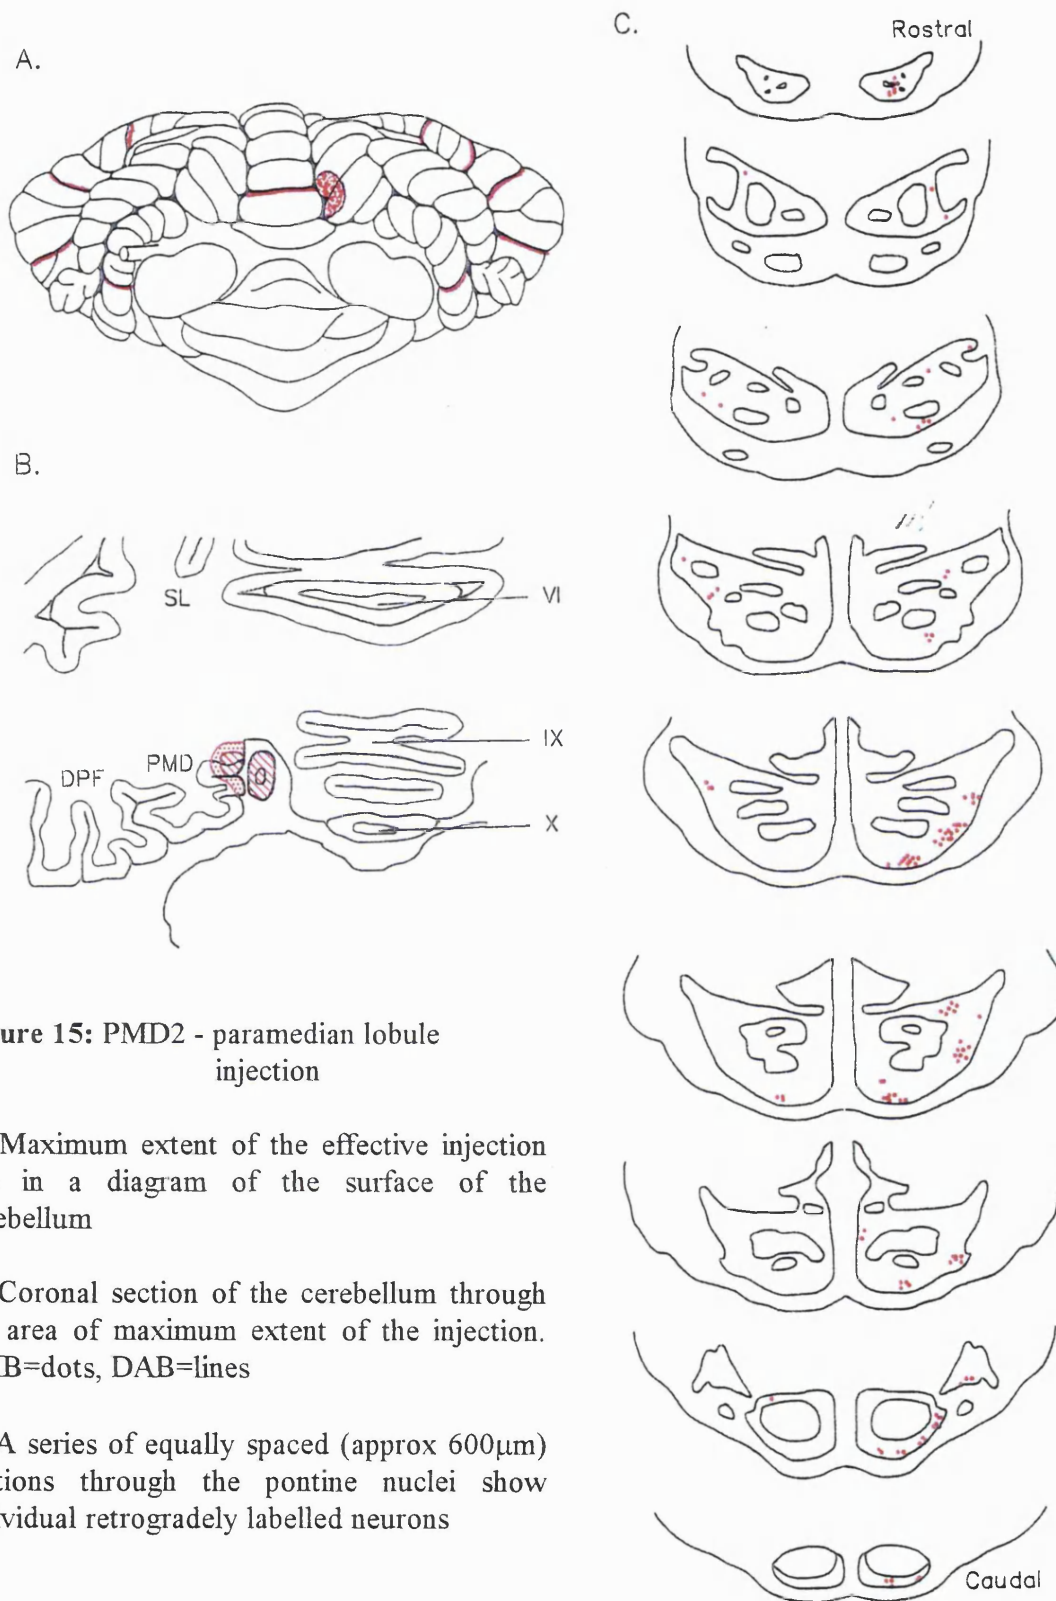 A.
B.
SL
VI
DPF
PMD
IX
X
ure 15: PMD2 - paramedian lobule
injection
Maximum extent of the effective injection
in a diagram of the surface of the
ebellum
Coronal section of the cerebellum through
area of maximum extent of the injection.
B=dots, DAB=lines
A series of equally spaced (approx 600μm)
tions through the pontine nuclei show
vidual retrogradely labelled neurons
C.
Rostral
Caudal